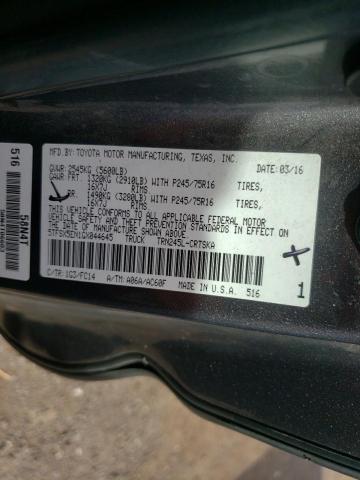 MFD.BY: TOYOTA MOTOR MANUFACTURING, TEXAS, INC. DATE: 03/16
GVWR: 2545KG (5600LB)
GAWR FRT. 1320KG (2910LB) WITH P245/75R16 TIRES,
16X7J RIMS
RR. 1490KG (3280LB) WITH P245/75R16 TIRES,
16X7J RIMS
THIS VEHICLE CONFORMS TO ALL APPLICABLE FEDERAL MOTOR
VEHICLE SAFETY AND BUMPER STANDARDS IN EFFECT ON THE
DATE OF MANUFACTURE SHOWN ABOVE.
5TFSX5EN1GX044645 TRUCK TRN245L-CRTSKA
C/TR: 1G3/FC14 A/TM: A06A/AC60F MADE IN U.S.A. 516 1
516
5AN4T